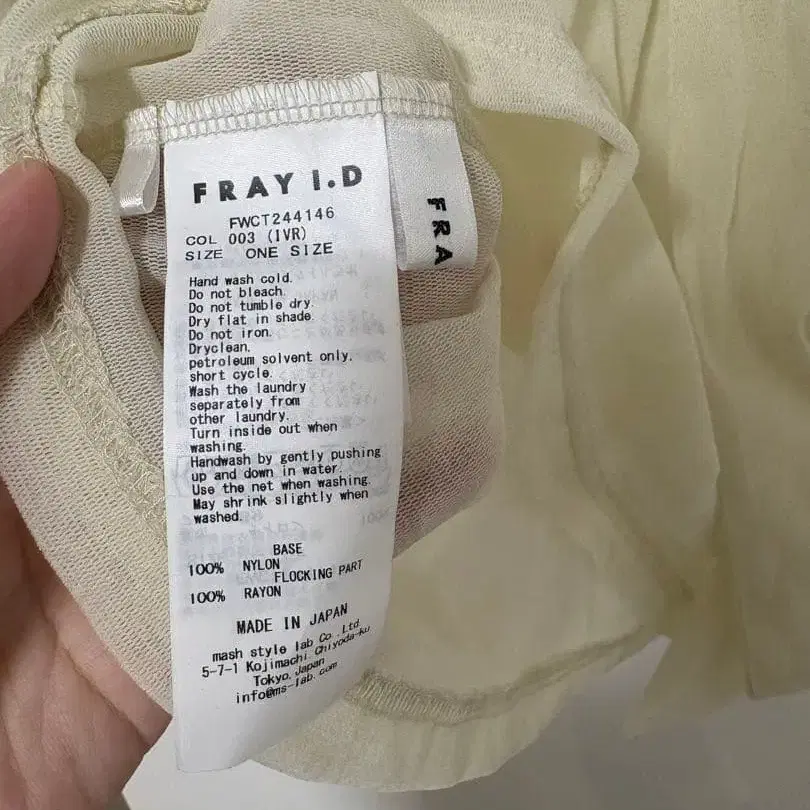 FRAY I.D
FWCT244146
COL 003 (IVR)
SIZE ONE SIZE
Hand wash cold.
Do not bleach.
Do not tumble dry.
Dry flat in shade.
Do not iron.
Dryclean,
petroleum solvent only,
short cycle.
Wash the laundry
separately from
other laundry.
Turn inside out when
washing.
Handwash by gently pushing
up and down in water.
Use the net when washing.
May shrink slightly when
washed.
BASE
100% NYLON
FLOCKING PART
100% RAYON
MADE IN JAPAN
mash style lab Co.,Ltd.
5-7-1 Kojimachi Chiyoda-ku
Tokyo, Japan
info@ms-lab.com
FRA